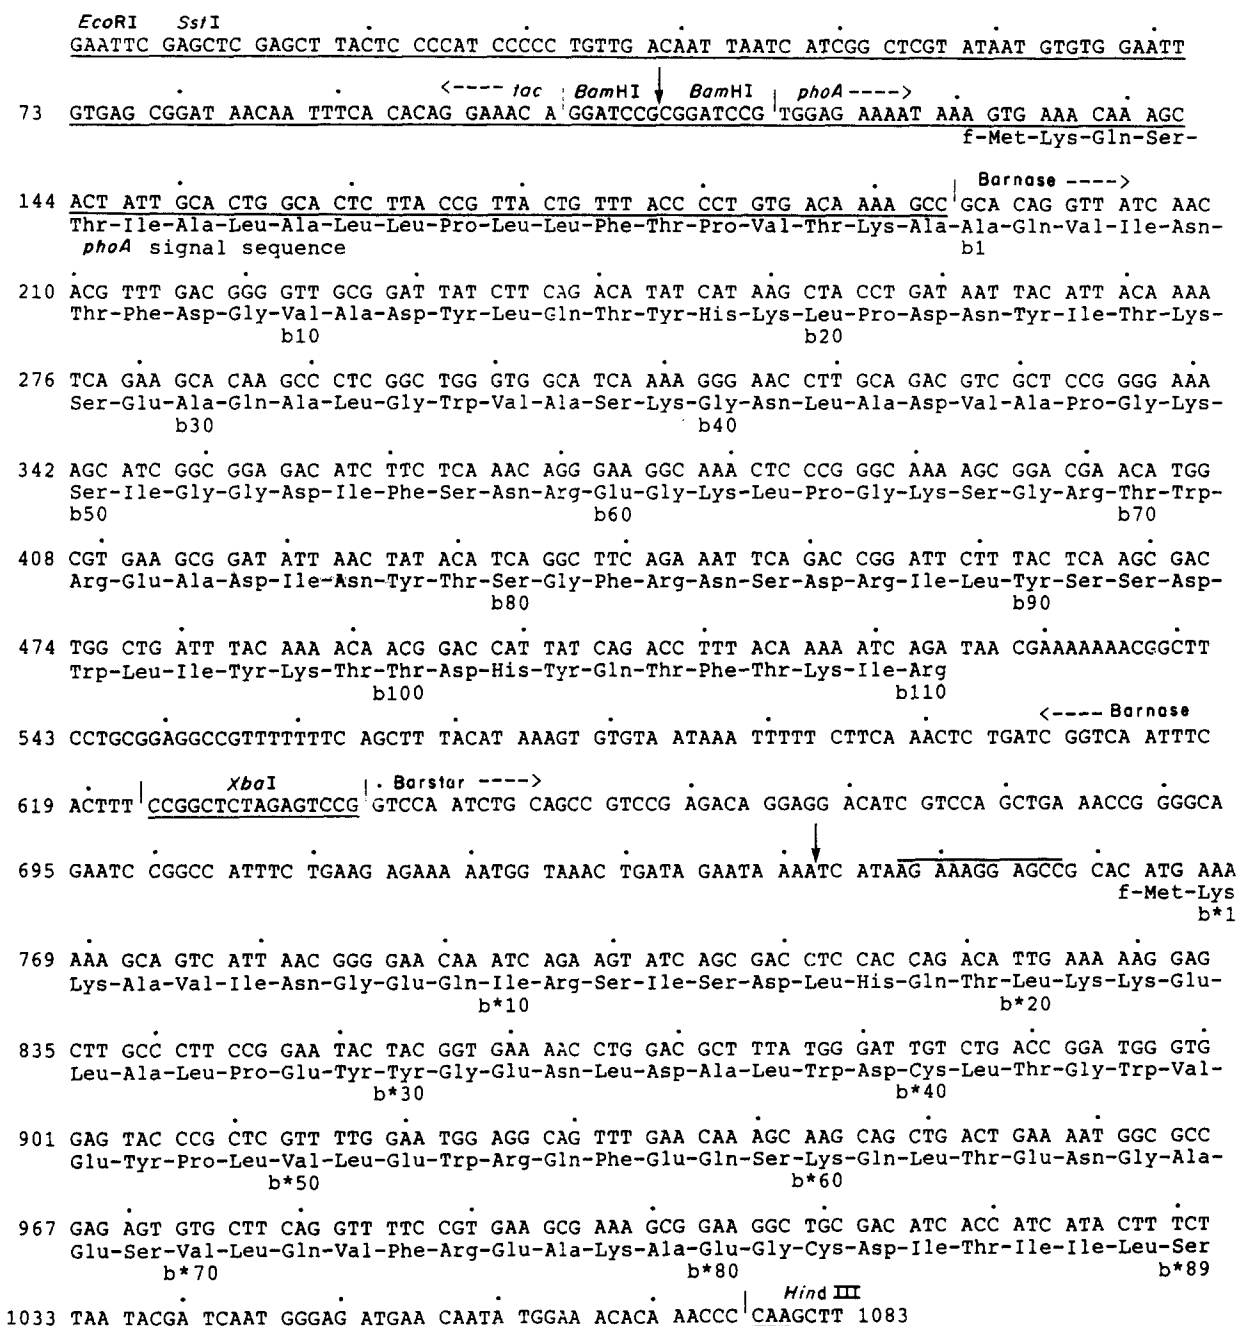 EcoRI SstI
GAATTC GAGCTC GAGCT TACTC CCCAT CCCCC TGTTG ACAAT TAATC ATCGG CTCGT ATAAT GTGTG GAATT
<---- tac BamHI BamHI phoA ---->
73 GTGAG CGGAT AACAA TTTCA CACAG GAAAC A GGATCCGCGGATCCG TGGAG AAAAT AAA GTG AAA CAA AGC
f-Met-Lys-Gln-Ser-
Barnase ---->
144 ACT ATT GCA CTG GCA CTC TTA CCG TTA CTG TTT ACC CCT GTG ACA AAA GCC GCA CAG GTT ATC AAC
Thr-Ile-Ala-Leu-Ala-Leu-Leu-Pro-Leu-Leu-Phe-Thr-Pro-Val-Thr-Lys-Ala-Ala-Gln-Val-Ile-Asn-
phoA signal sequence b1
210 ACG TTT GAC GGG GTT GCG GAT TAT CTT CAG ACA TAT CAT AAG CTA CCT GAT AAT TAC ATT ACA AAA
Thr-Phe-Asp-Gly-Val-Ala-Asp-Tyr-Leu-Gln-Thr-Tyr-His-Lys-Leu-Pro-Asp-Asn-Tyr-Ile-Thr-Lys-
b10 b20
276 TCA GAA GCA CAA GCC CTC GGC TGG GTG GCA TCA AAA GGG AAC CTT GCA GAC GTC GCT CCG GGG AAA
Ser-Glu-Ala-Gln-Ala-Leu-Gly-Trp-Val-Ala-Ser-Lys-Gly-Asn-Leu-Ala-Asp-Val-Ala-Pro-Gly-Lys-
b30 b40
342 AGC ATC GGC GGA GAC ATC TTC TCA AAC AGG GAA GGC AAA CTC CCG GGC AAA AGC GGA CGA ACA TGG
Ser-Ile-Gly-Gly-Asp-Ile-Phe-Ser-Asn-Arg-Glu-Gly-Lys-Leu-Pro-Gly-Lys-Ser-Gly-Arg-Thr-Trp-
b50 b60 b70
408 CGT GAA GCG GAT ATT AAC TAT ACA TCA GGC TTC AGA AAT TCA GAC CGG ATT CTT TAC TCA AGC GAC
Arg-Glu-Ala-Asp-Ile-Asn-Tyr-Thr-Ser-Gly-Phe-Arg-Asn-Ser-Asp-Arg-Ile-Leu-Tyr-Ser-Ser-Asp-
b80 b90
474 TGG CTG ATT TAC AAA ACA ACG GAC CAT TAT CAG ACC TTT ACA AAA ATC AGA TAA CGAAAAAAACGGCTT
Trp-Leu-Ile-Tyr-Lys-Thr-Thr-Asp-His-Tyr-Gln-Thr-Phe-Thr-Lys-Ile-Arg
b100 b110
<---- Barnase
543 CCTGCGGAGGCCGTTTTTTTC AGCTT TACAT AAAGT GTGTA ATAAA TTTTT CTTCA AACTC TGATC GGTCA ATTTC
XbaI Barstar ---->
619 ACTTT CCGGCTCTAGAGTCCG GTCCA ATCTG CAGCC GTCCG AGACA GGAGG ACATC GTCCA GCTGA AACCG GGGCA
695 GAATC CGGCC ATTTC TGAAG AGAAA AATGG TAAAC TGATA GAATA AAATC ATAAGA AAGG AGCCG CAC ATG AAA
f-Met-Lys
b*1
769 AAA GCA GTC ATT AAC GGG GAA CAA ATC AGA AGT ATC AGC GAC CTC CAC CAG ACA TTG AAA AAG GAG
Lys-Ala-Val-Ile-Asn-Gly-Glu-Gln-Ile-Arg-Ser-Ile-Ser-Asp-Leu-His-Gln-Thr-Leu-Lys-Lys-Glu-
b*10 b*20
835 CTT GCC CTT CCG GAA TAC TAC GGT GAA AAC CTG GAC GCT TTA TGG GAT TGT CTG ACC GGA TGG GTG
Leu-Ala-Leu-Pro-Glu-Tyr-Tyr-Gly-Glu-Asn-Leu-Asp-Ala-Leu-Trp-Asp-Cys-Leu-Thr-Gly-Trp-Val-
b*30 b*40
901 GAG TAC CCG CTC GTT TTG GAA TGG AGG CAG TTT GAA CAA AGC AAG CAG CTG ACT GAA AAT GGC GCC
Glu-Tyr-Pro-Leu-Val-Leu-Glu-Trp-Arg-Gln-Phe-Glu-Gln-Ser-Lys-Gln-Leu-Thr-Glu-Asn-Gly-Ala-
b*50 b*60
967 GAG AGT GTG CTT CAG GTT TTC CGT GAA GCG AAA GCG GAA GGC TGC GAC ATC ACC ATC ATA CTT TCT
Glu-Ser-Val-Leu-Gln-Val-Phe-Arg-Glu-Ala-Lys-Ala-Glu-Gly-Cys-Asp-Ile-Thr-Ile-Ile-Leu-Ser
b*70 b*80 b*89
Hind III
1033 TAA TACGA TCAAT GGGAG ATGAA CAATA TGGAA ACACA AACCC CAAGCTT 1083